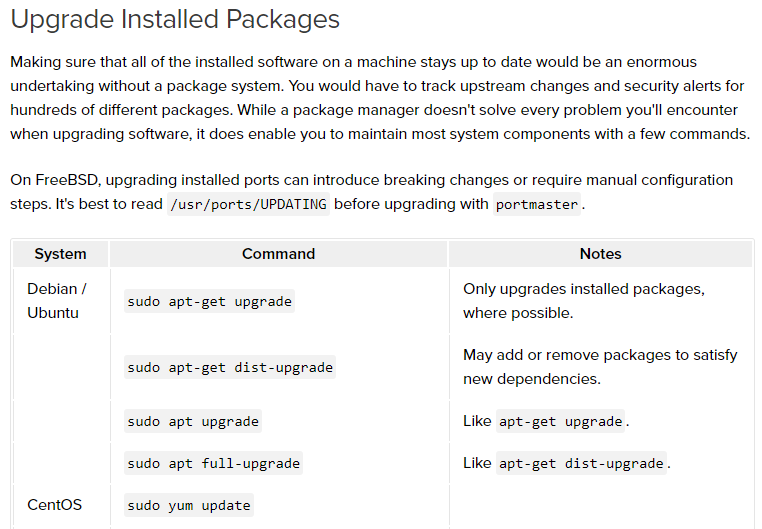 Upgrade Installed Packages
Making sure that all of the installed software on a machine stays up to date would be an enormous
undertaking without a package system. You would have to track upstream changes and security alerts for
hundreds of different packages. While a package manager doesn't solve every problem you'll encounter
when upgrading software, it does enable you to maintain most system components with a few commands.
On FreeBSD, upgrading installed ports can introduce breaking changes or require manual configuration
steps. It's best to read /usr/ports/UPDATING before upgrading with portmaster.
System Command Notes
Debian / Ubuntu
sudo apt-get upgrade
Only upgrades installed packages,
where possible.
sudo apt-get dist-upgrade
May add or remove packages to satisfy
new dependencies.
sudo apt upgrade
Like apt-get upgrade.
sudo apt full-upgrade
Like apt-get dist-upgrade.
CentOS
sudo yum update